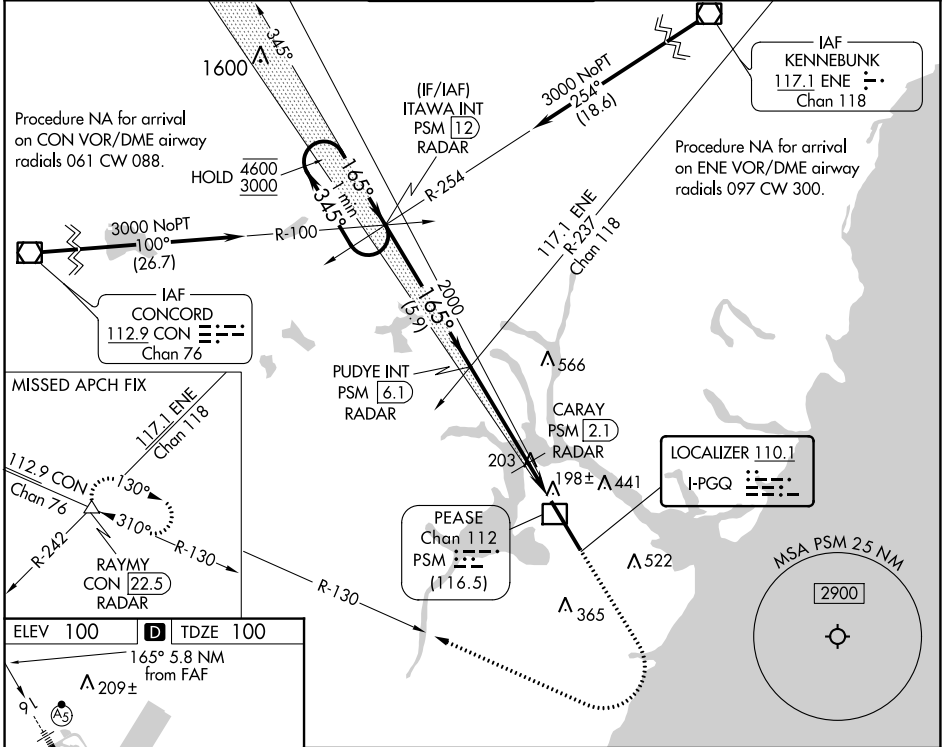 345°
1600
Procedure NA for arrival
on CON VOR/DME airway
radials 061 CW 088.
HOLD 4600
3000
165°
1 min
345°
(IF/IAF)
ITAWA INT
PSM 12
RADAR
3000 NoPT
254°
(18.6)
R-254
IAF
KENNEBUNK
117.1 ENE
Chan 118
Procedure NA for arrival
on ENE VOR/DME airway
radials 097 CW 300.
117.1 ENE
R-237
Chan 118
3000 NoPT
100°
(26.7)
R-100
IAF
CONCORD
112.9 CON
Chan 76
2000
165°
(5.9)
PUDYE INT
PSM 6.1
RADAR
566
CARAY
PSM 2.1
RADAR
203
198±
441
LOCALIZER 110.1
I-PGQ
PEASE
Chan 112
PSM
(116.5)
522
365
MISSED APCH FIX
117.1 ENE
Chan 118
112.9 CON
Chan 76
130°
310°
R-242
R-130
RAYMY
CON 22.5
RADAR
R-130
MSA PSM 25 NM
2900
ELEV 100
D
TDZE 100
165° 5.8 NM
from FAF
209±
16
A5